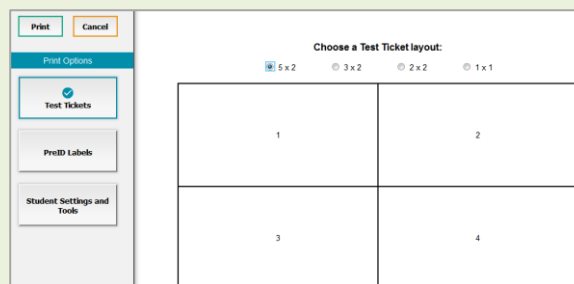 Print Cancel
Print Options
Test Tickets
PreID Labels
Student Settings and
Tools
Choose a Test Ticket layout:
5 x 2 3 x 2 2 x 2 1 x 1
1 2
3 4